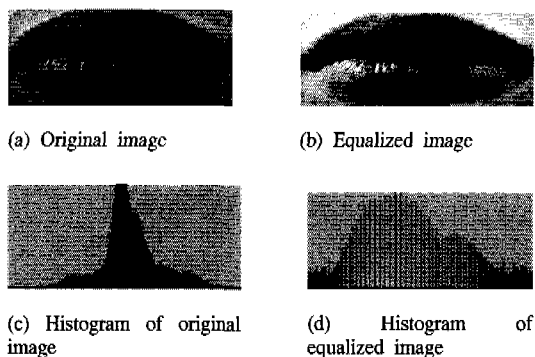 (a) Original image
(b) Equalized image
(c) Histogram of original
image
(d) Histogram of
equalized image